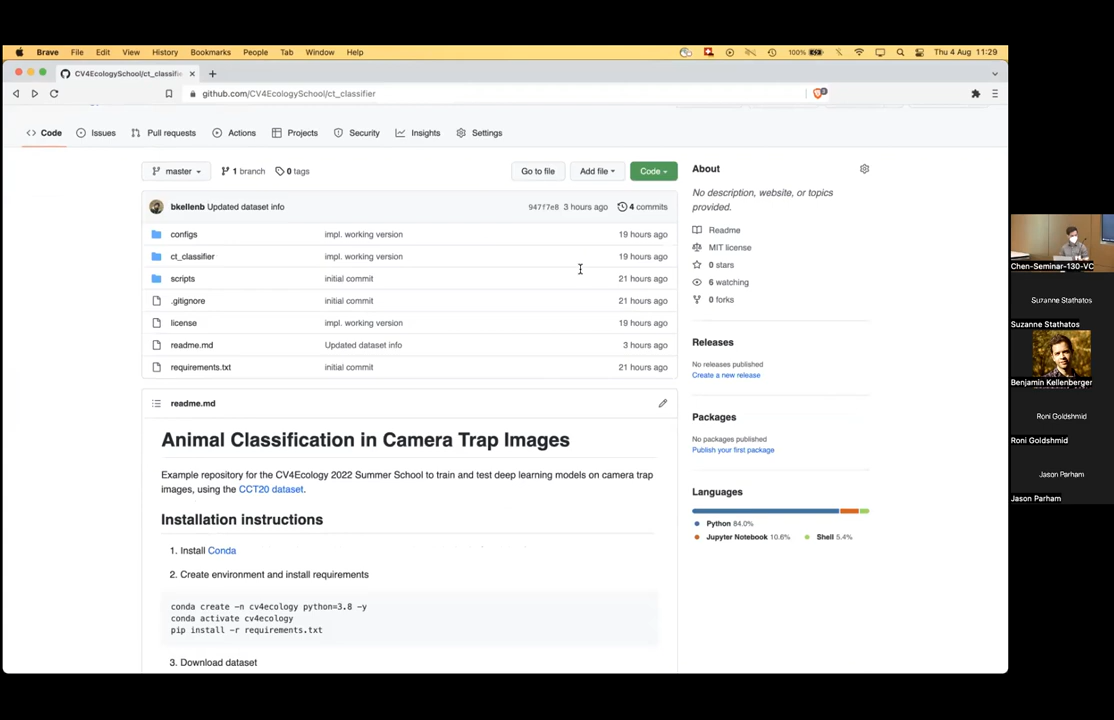 Brave File Edit View History Bookmarks People Tab Window Help 100% Thu 4 Aug 11:29
CV4EcologySchool/ct_classifi
github.com/CV4EcologySchool/ct_classifier
Code Issues Pull requests Actions Projects Security Insights Settings
master 1 branch 0 tags Go to file Add file Code
bkellenb Updated dataset info 947f7e8 3 hours ago 4 commits
configs impl. working version 19 hours ago
ct_classifier impl. working version 19 hours ago
scripts initial commit 21 hours ago
.gitignore initial commit 21 hours ago
license impl. working version 19 hours ago
readme.md Updated dataset info 3 hours ago
requirements.txt initial commit 21 hours ago
readme.md
Animal Classification in Camera Trap Images
Example repository for the CV4Ecology 2022 Summer School to train and test deep learning models on camera trap
images, using the CCT20 dataset.
Installation instructions
1. Install Conda
2. Create environment and install requirements
conda create -n cv4ecology python=3.8 -y
conda activate cv4ecology
pip install -r requirements.txt
3. Download dataset
About
No description, website, or topics
provided.
Readme
MIT license
0 stars
6 watching
0 forks
Releases
No releases published
Create a new release
Packages
No packages published
Publish your first package
Languages
Python 84.0%
Jupyter Notebook 10.6% Shell 5.4%
Chen-Seminar-130-VC
Suzanne Stathatos
Suzanne Stathatos
Benjamin Kellenberger
Roni Goldshmid
Roni Goldshmid
Jason Parham
Jason Parham